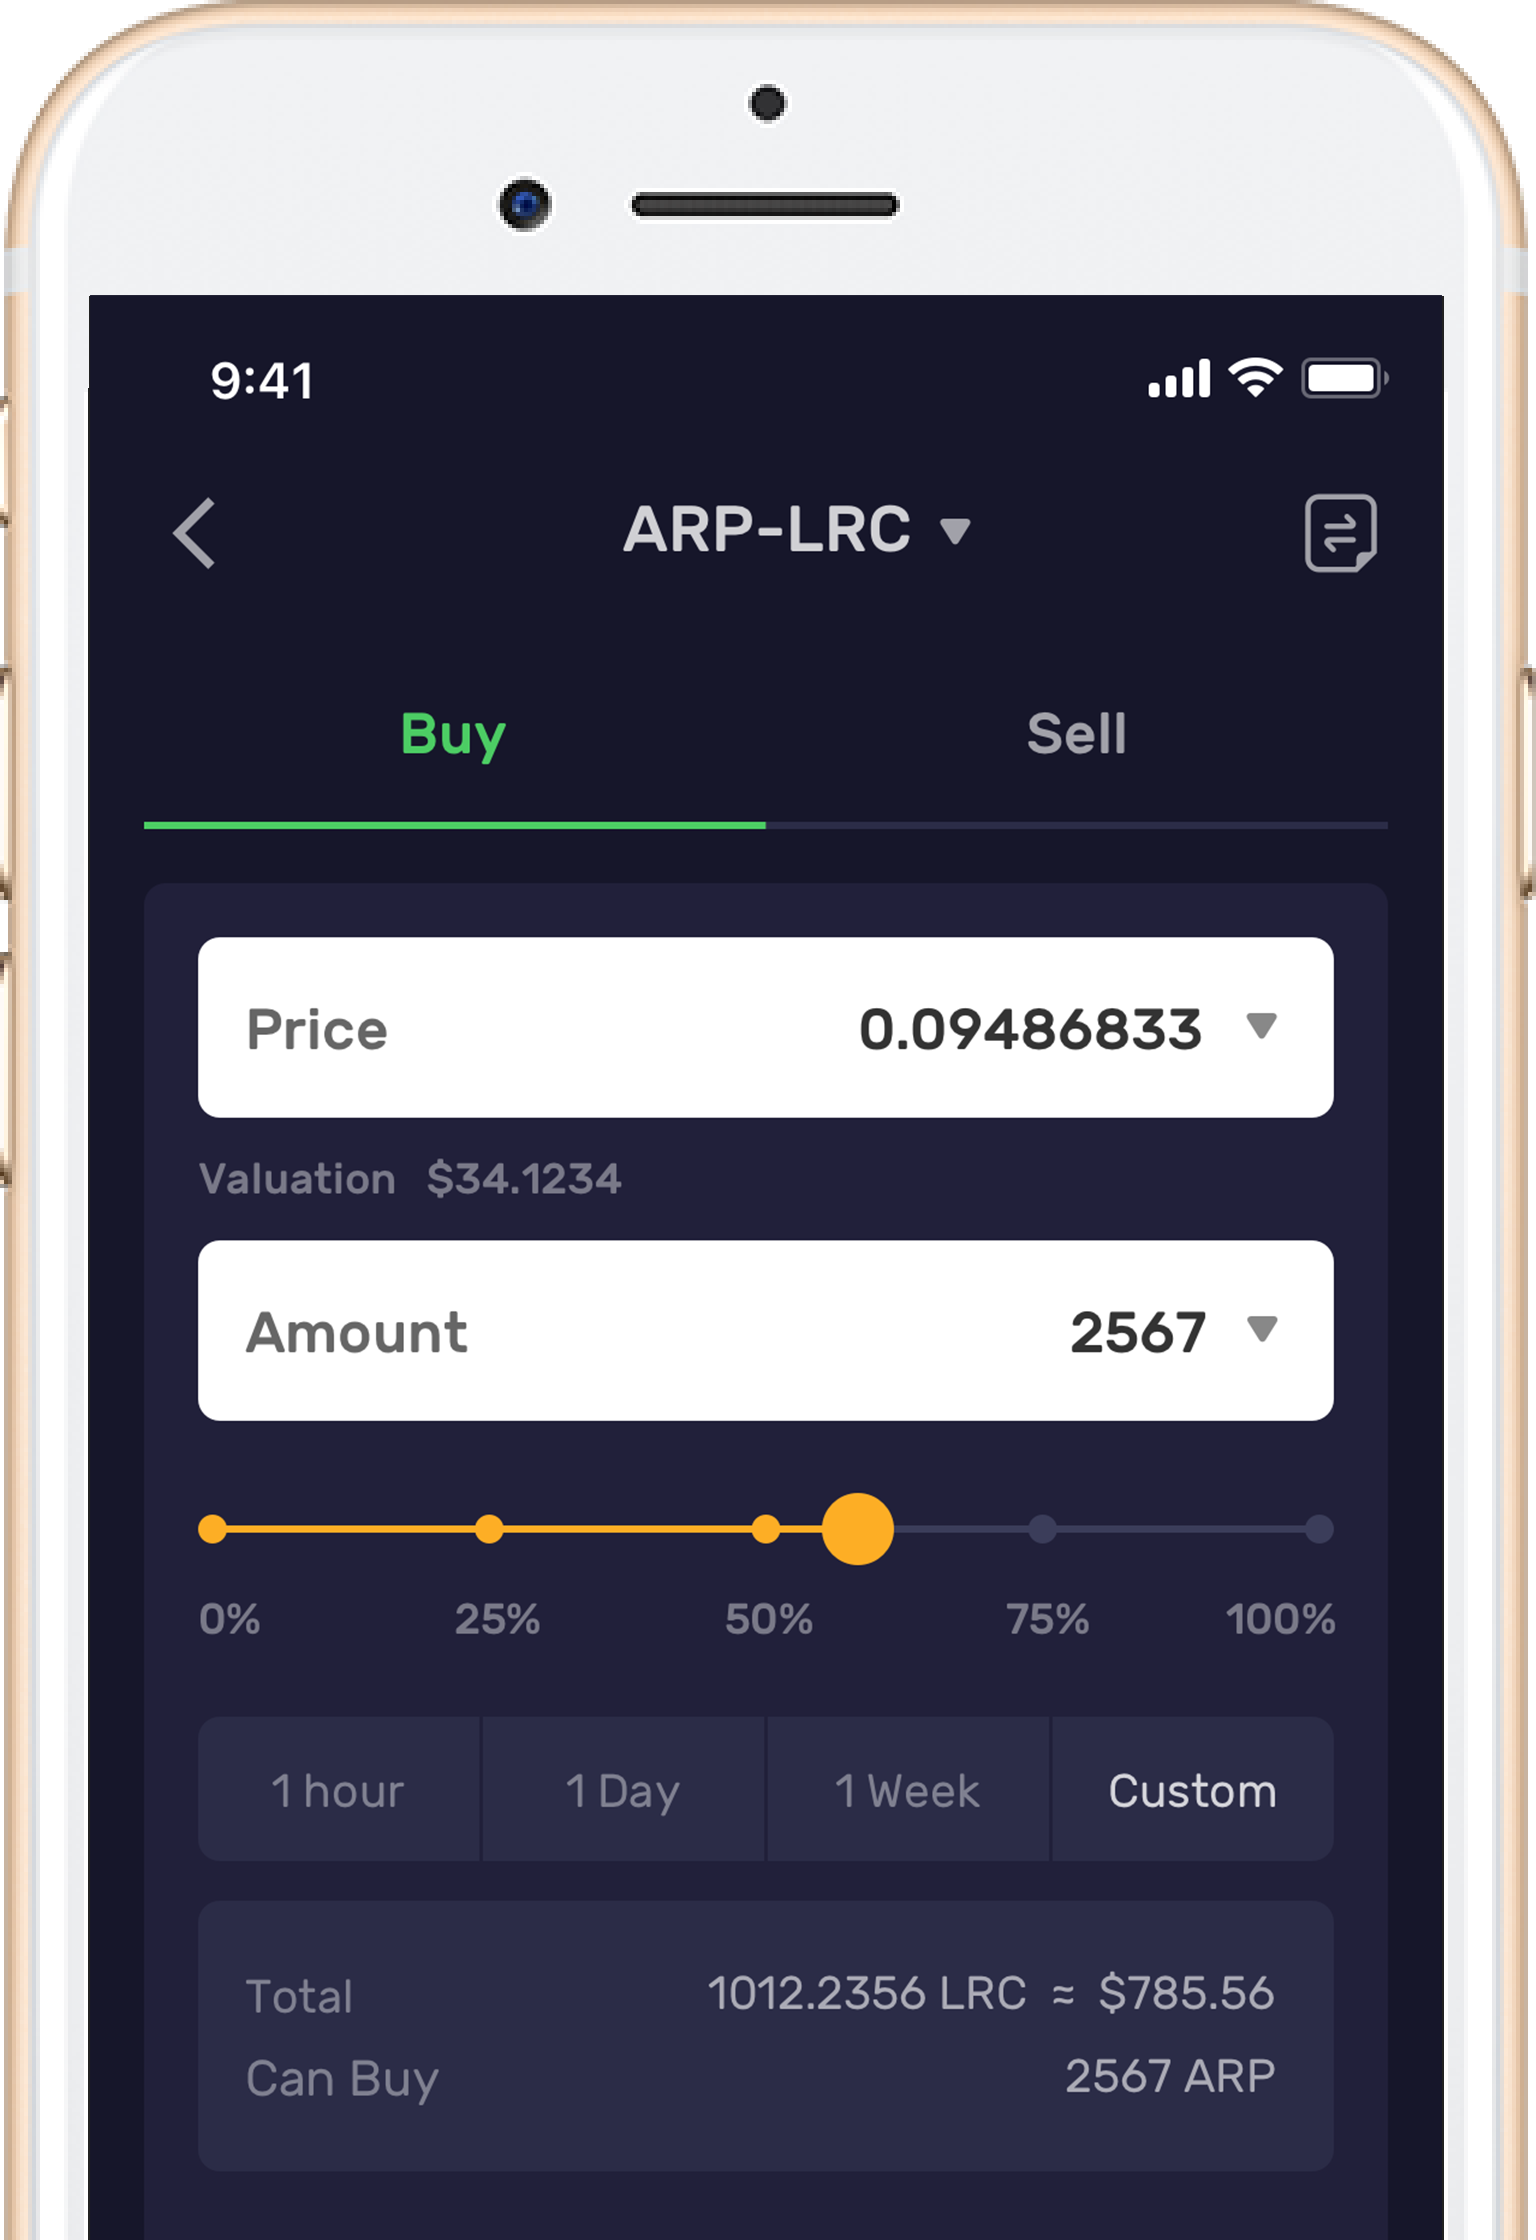 9:41
ARP-LRC
Buy Sell
Price 0.09486833
Valuation $34.1234
Amount 2567
0% 25% 50% 75% 100%
1 hour 1 Day 1 Week Custom
Total 1012.2356 LRC ≈ $785.56
Can Buy 2567 ARP